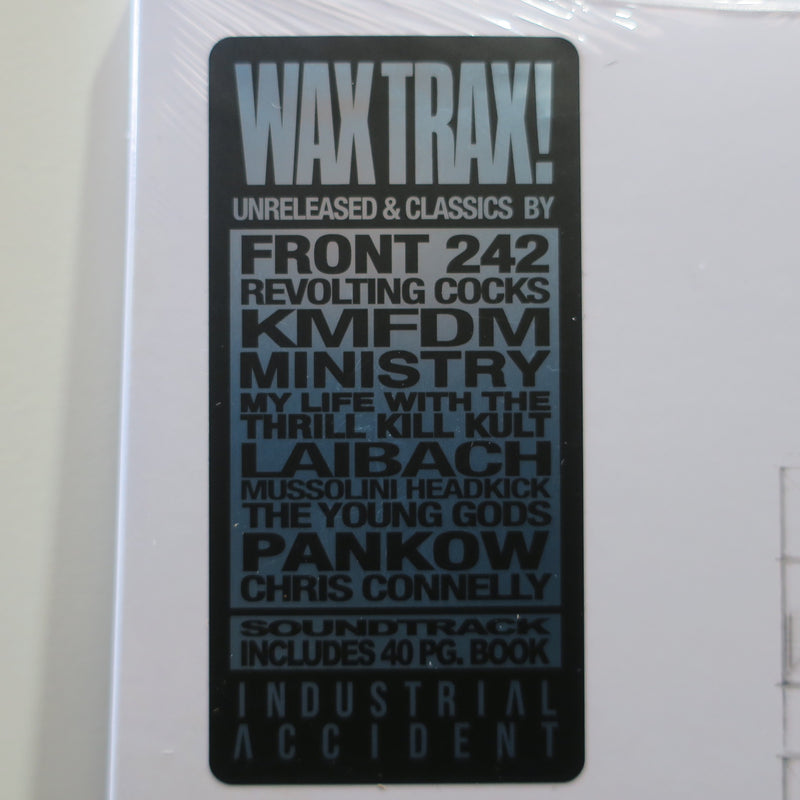 WAX TRAX!
UNRELEASED & CLASSICS BY
FRONT 242
REVOLTING COCKS
KMFDM
MINISTRY
MY LIFE WITH THE
THRILL KILL KULT
LAIBACH
MUSSOLINI HEADKICK
THE YOUNG GODS
PANKOW
CHRIS CONNELLY
SOUNDTRACK
INCLUDES 40 PG. BOOK
INDUSTRIAL
ACCIDENT